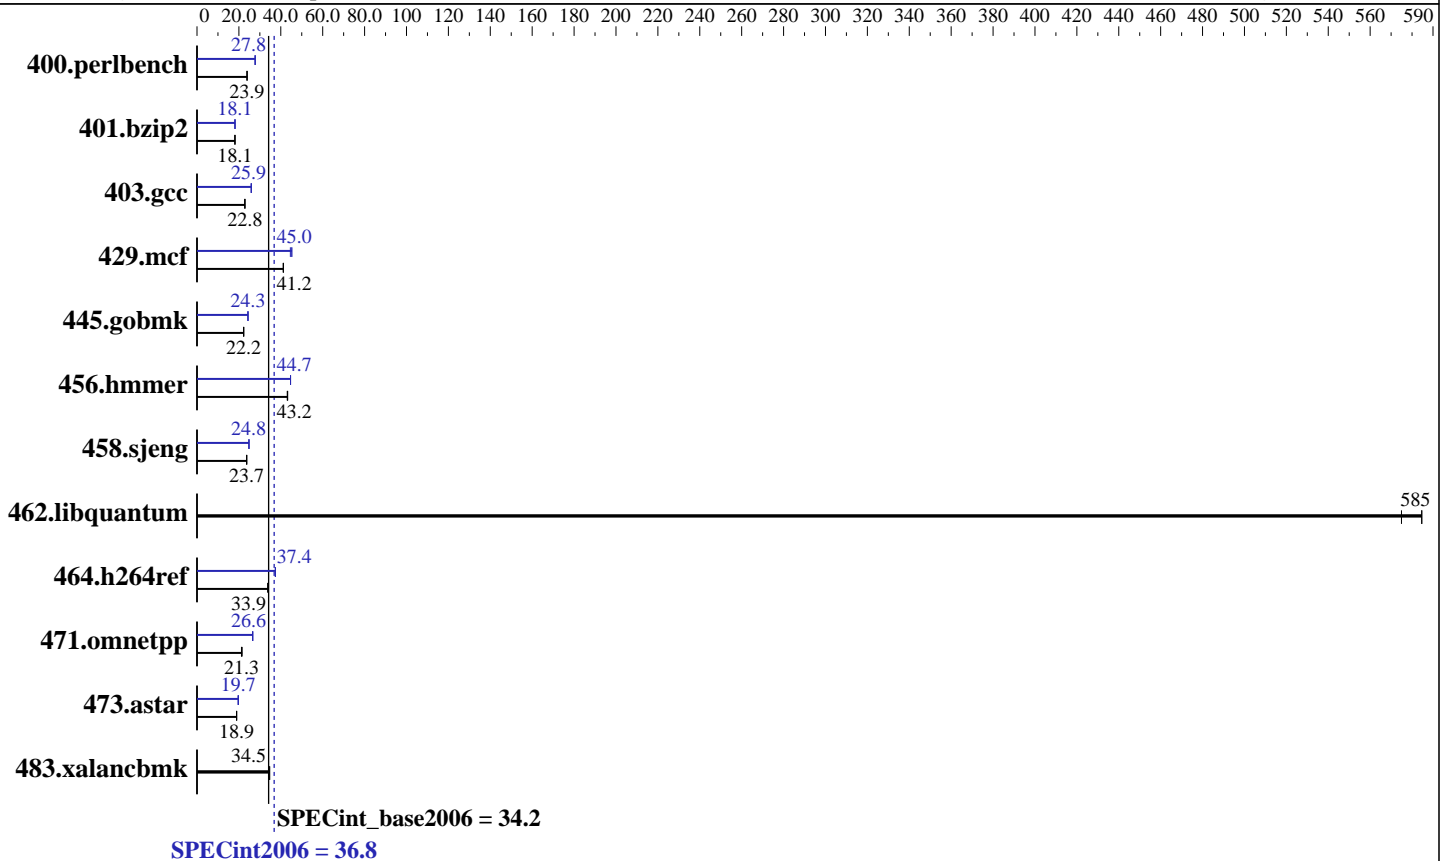 0 20.0 40.0 60.0 80.0 100 120 140 160 180 200 220 240 260 280 300 320 340 360 380 400 420 440 460 480 500 520 540 560 590
400.perlbench
27.8
23.9
401.bzip2
18.1
18.1
403.gcc
25.9
22.8
429.mcf
45.0
41.2
445.gobmk
24.3
22.2
456.hmmer
44.7
43.2
458.sjeng
24.8
23.7
462.libquantum
585
464.h264ref
37.4
33.9
471.omnetpp
26.6
21.3
473.astar
19.7
18.9
483.xalancbmk
34.5
SPECint_base2006 = 34.2
SPECint2006 = 36.8